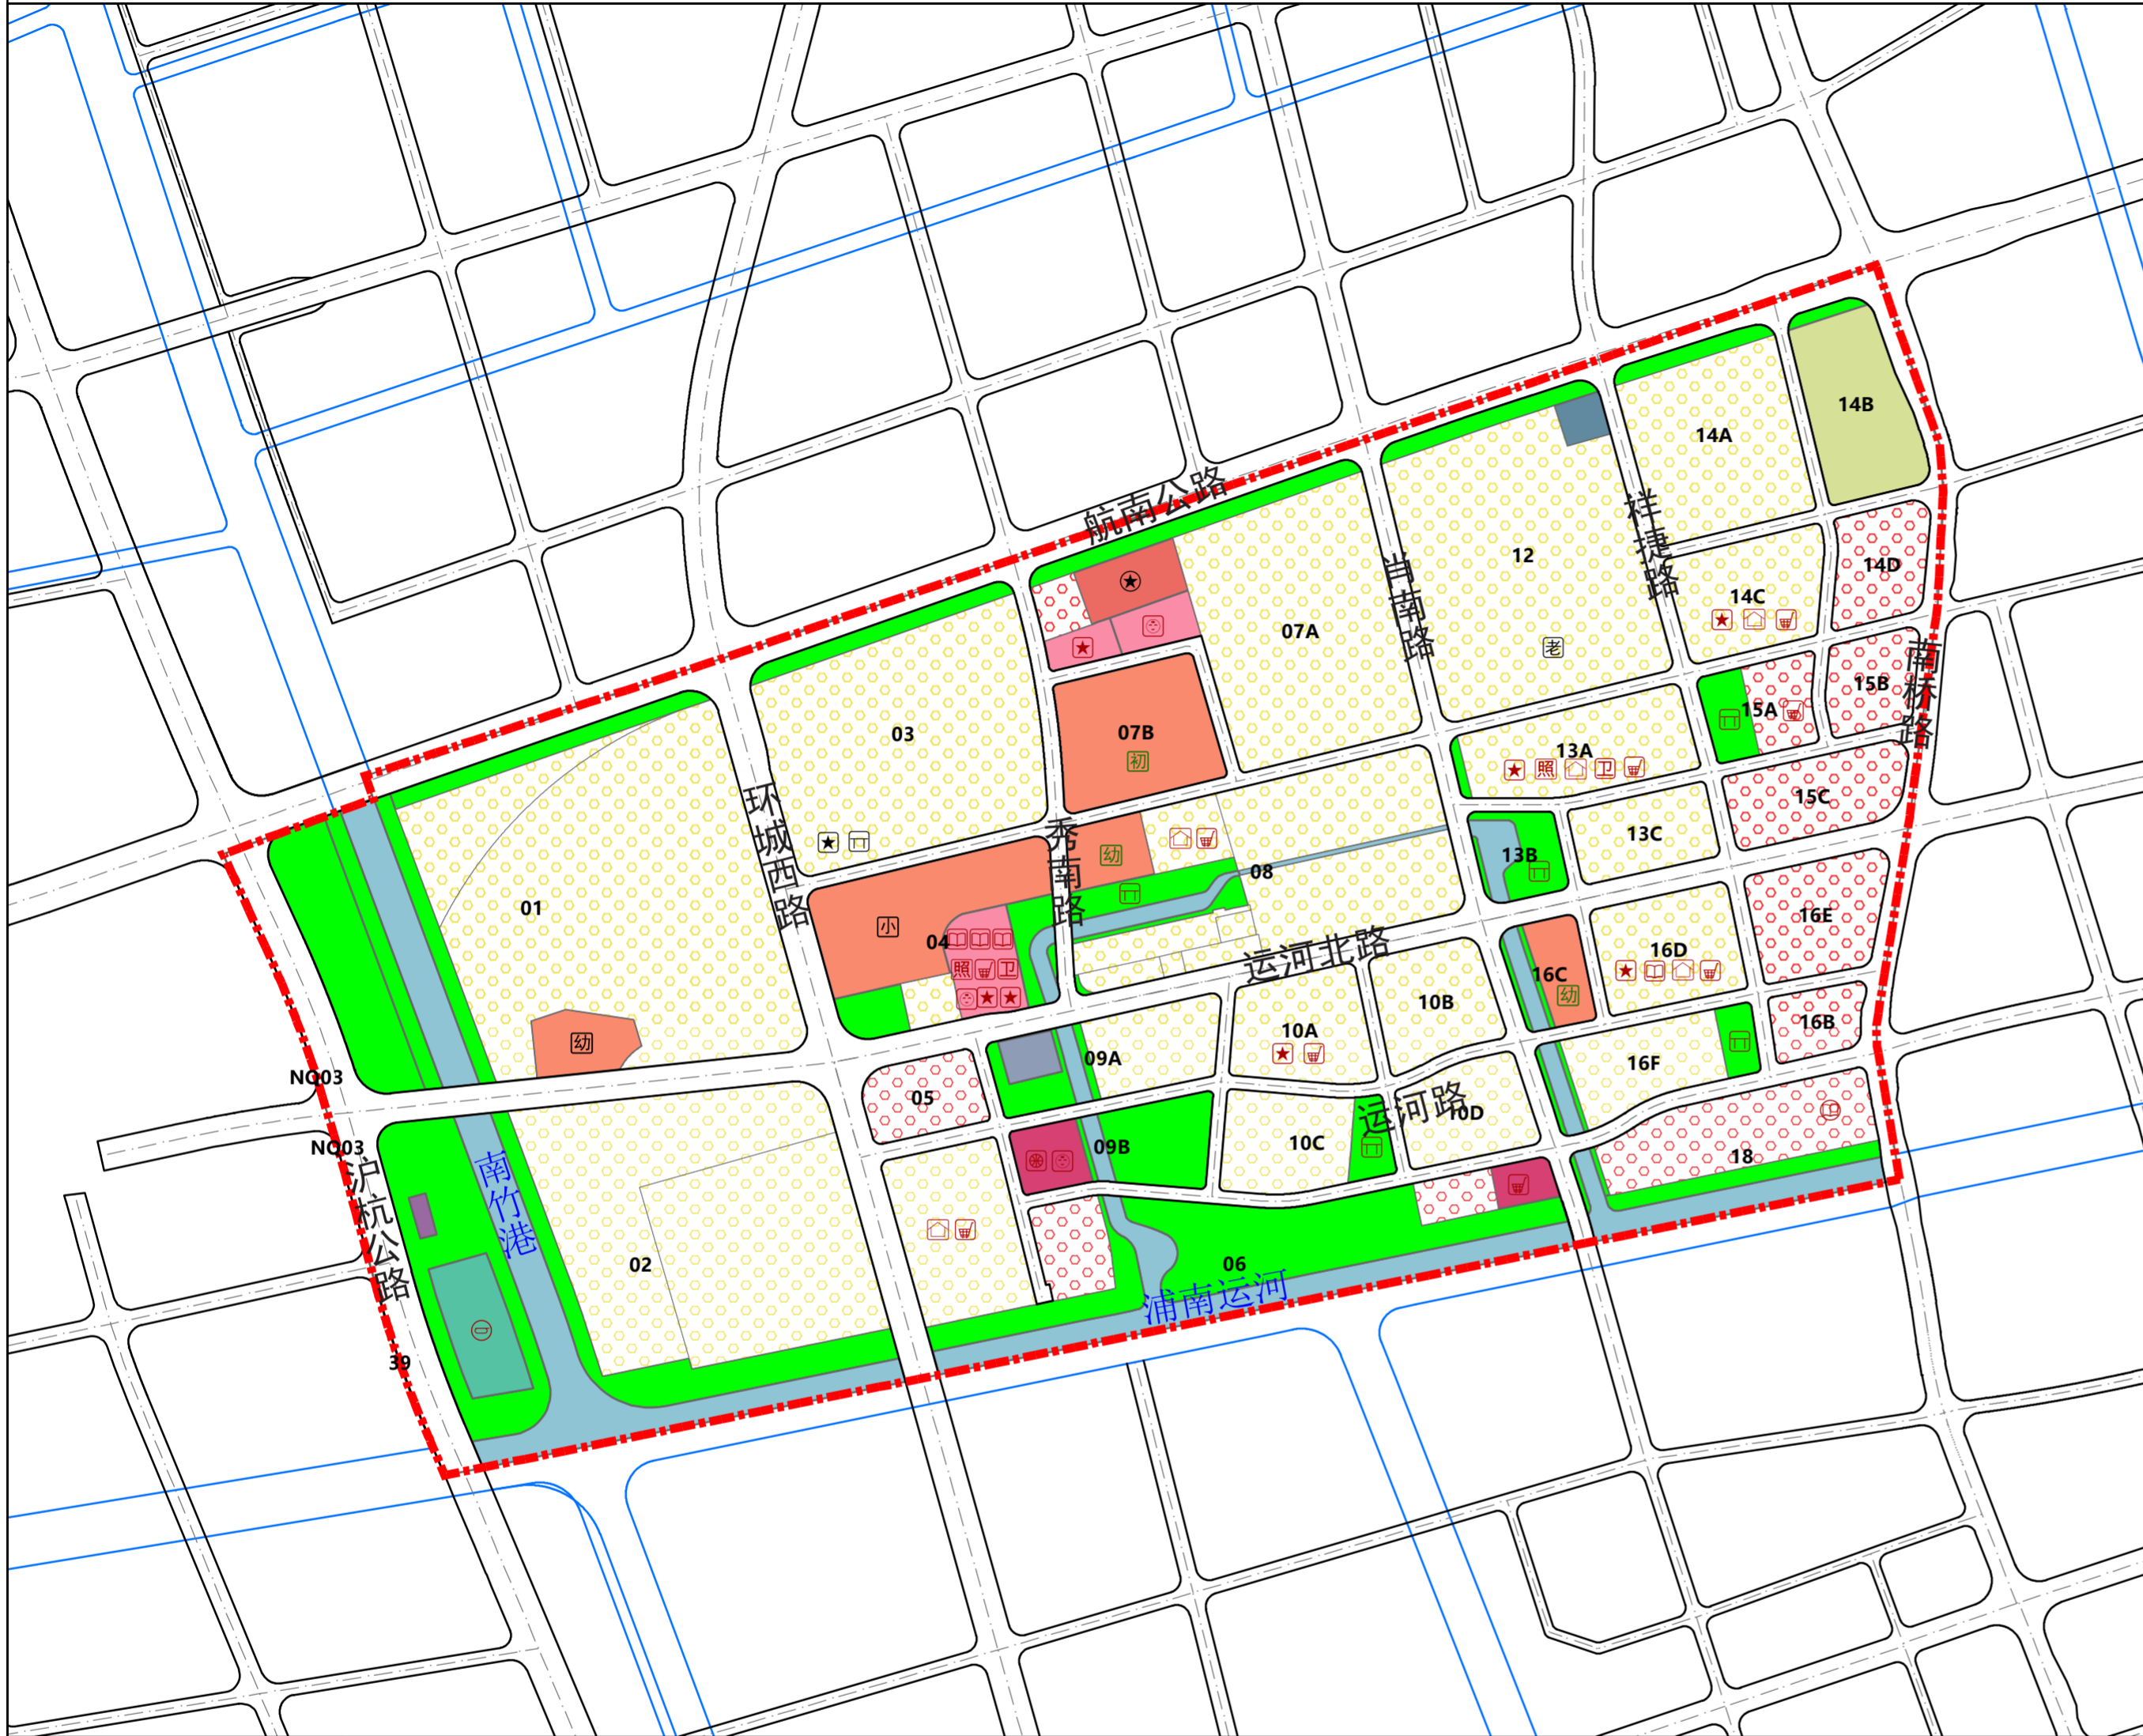 14B
14A
航南公路
祥捷路
肖南路
12
14D
14C
07A
老
南桥路
15B
15A
03
07B
初
13A
照
卫
15C
环城西路
秀南路
13C
幼
13B
08
01
小
04
16E
照
卫
运河北路
16D
16C
幼
10B
16B
10A
幼
09A
16F
NQ03
05
运河路
10D
09B
10C
NQ03
沪杭公路
南竹港
18
02
06
浦南运河
39